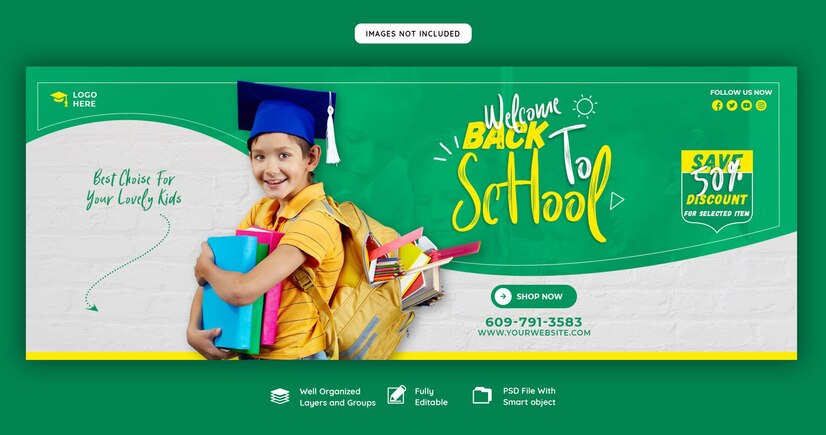 IMAGES NOT INCLUDED
LOGO
HERE
FOLLOW US NOW
Welcome
BACK To
School
Best Choise For
Your Lovely Kids
SAVE
50%
DISCOUNT
FOR SELECTED ITEM
SHOP NOW
609-791-3583
WWW.YOURWEBSITE.COM
Well Organized
Layers and Groups
Fully
Editable
PSD File With
Smart object